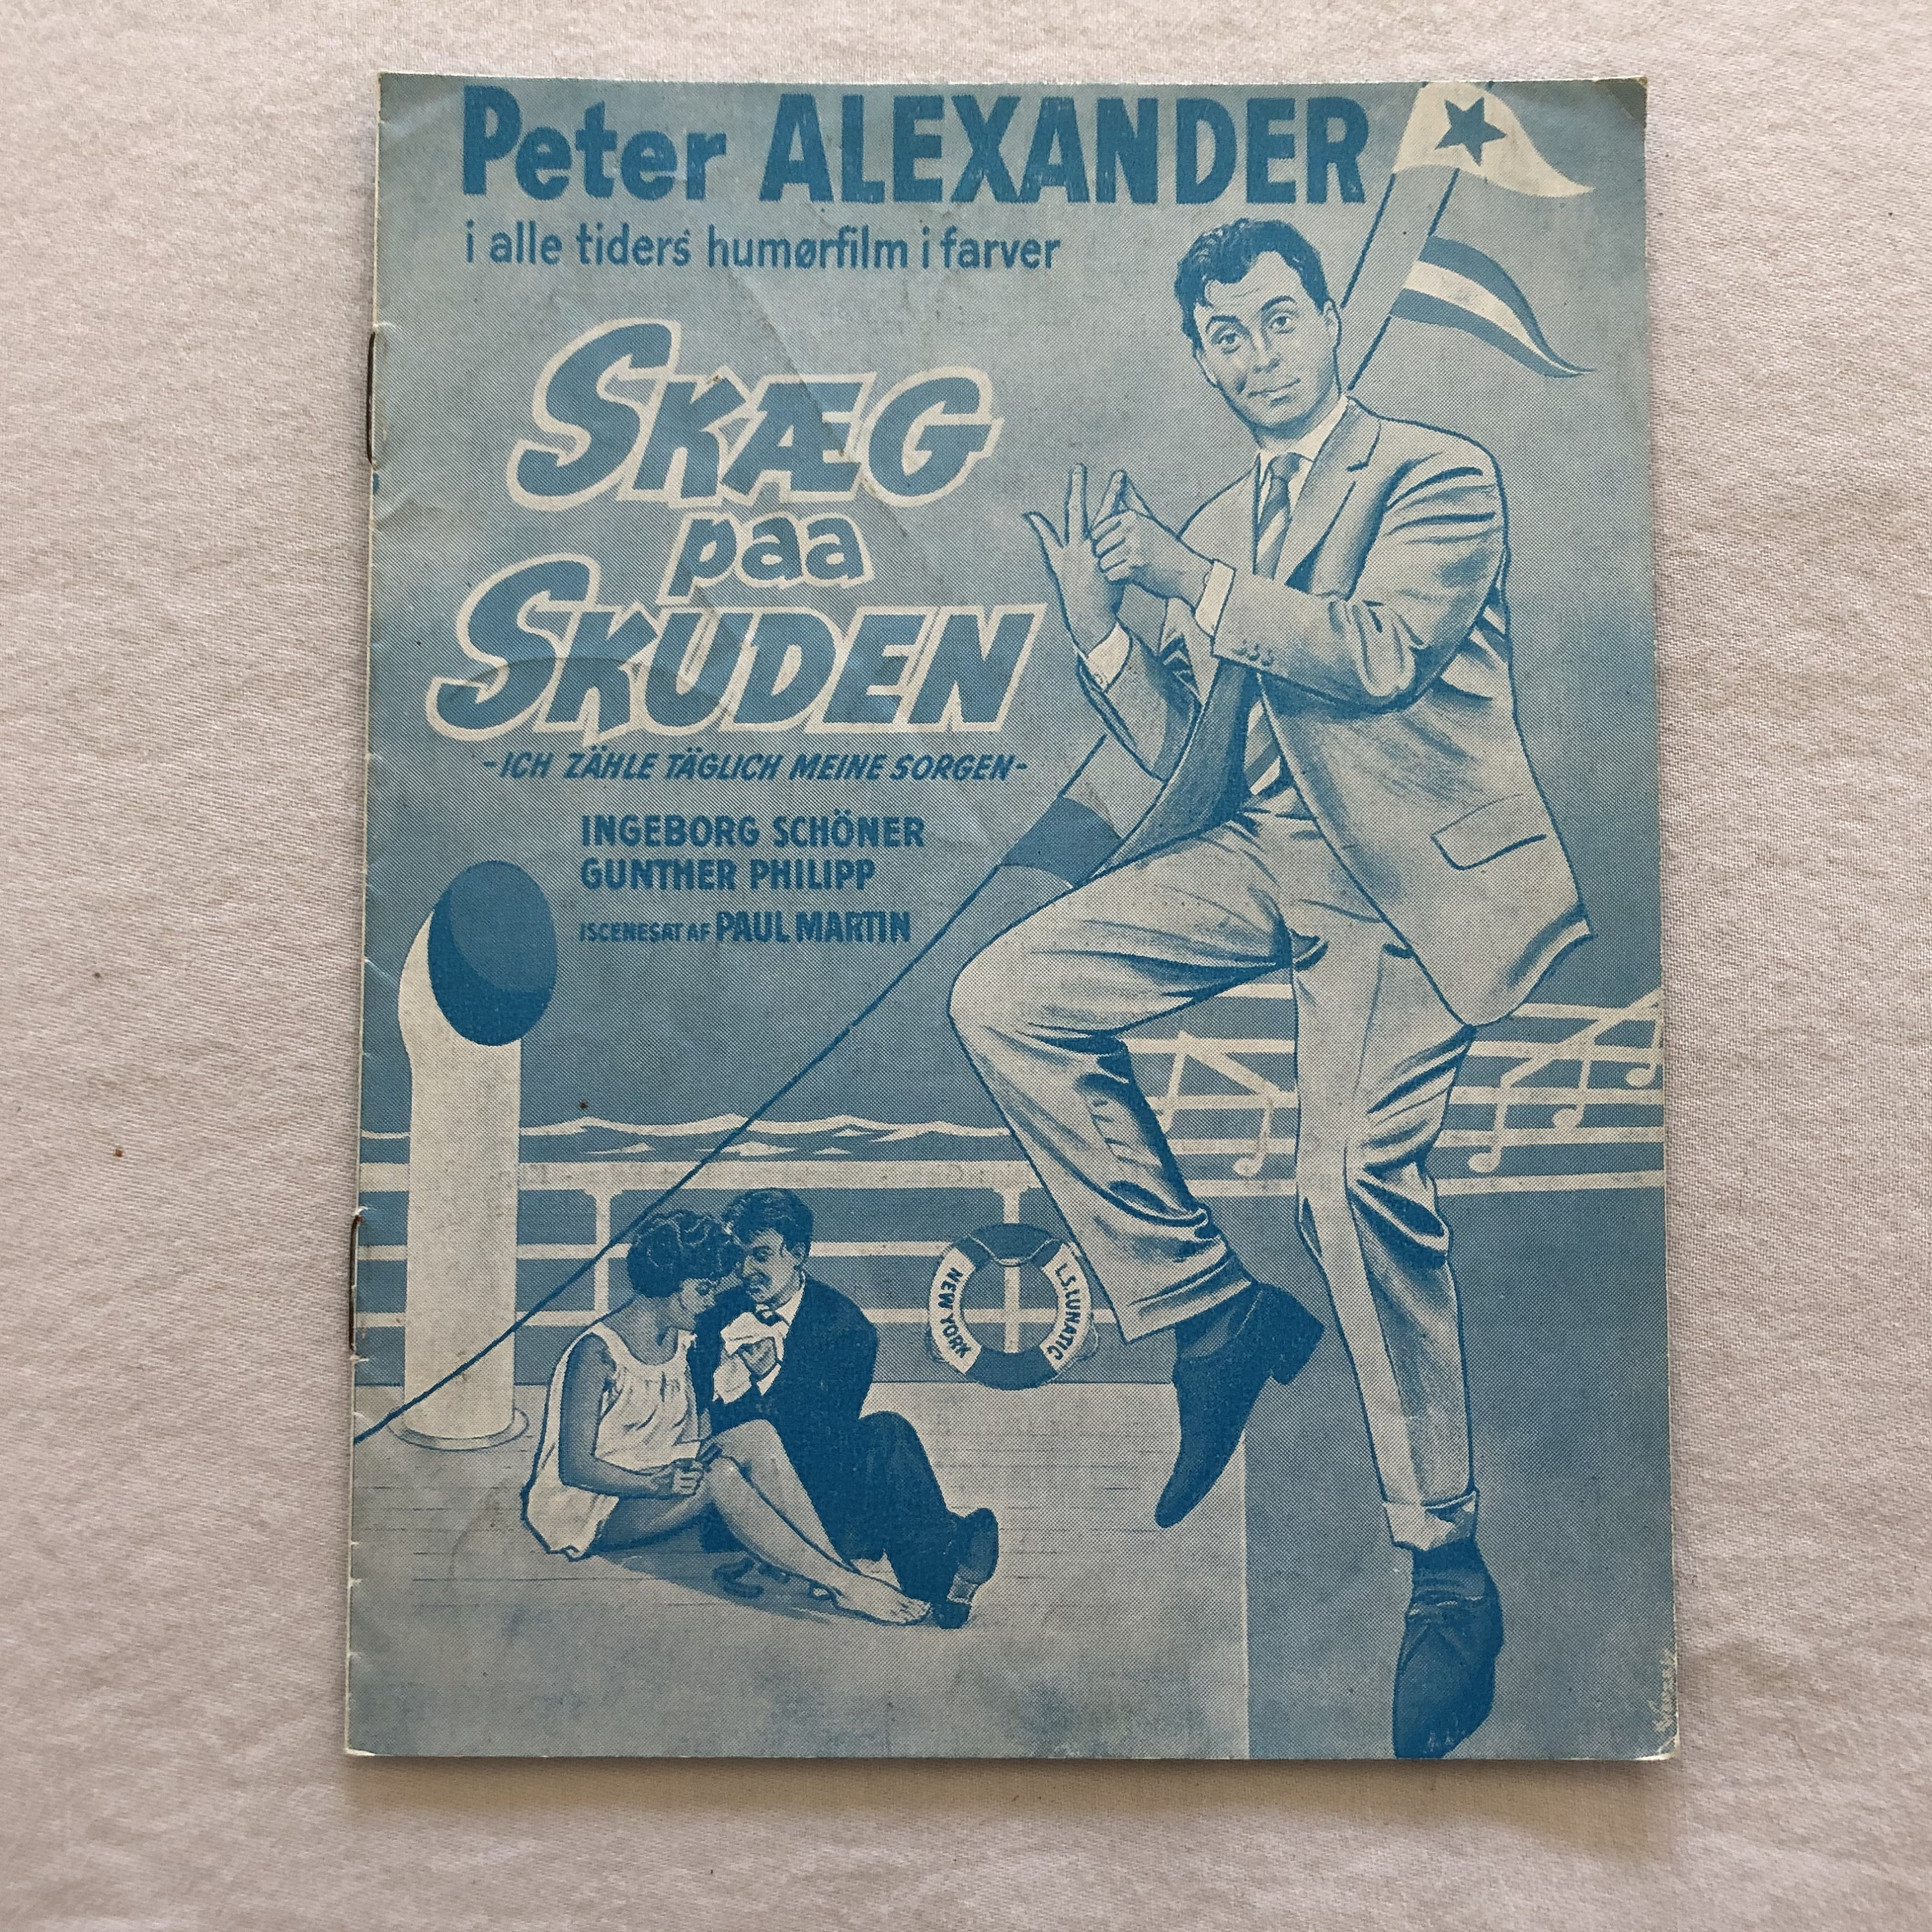 Peter ALEXANDER
i alle tiders humørfilm i farver
SKÆG
paa
SKUDEN
-ICH ZÄHLE TÄGLICH MEINE SORGEN-
INGEBORG SCHÖNER
GUNTHER PHILIPP
ISCENESAT AF PAUL MARTIN
NEW YORK
I.S. LUNATIC